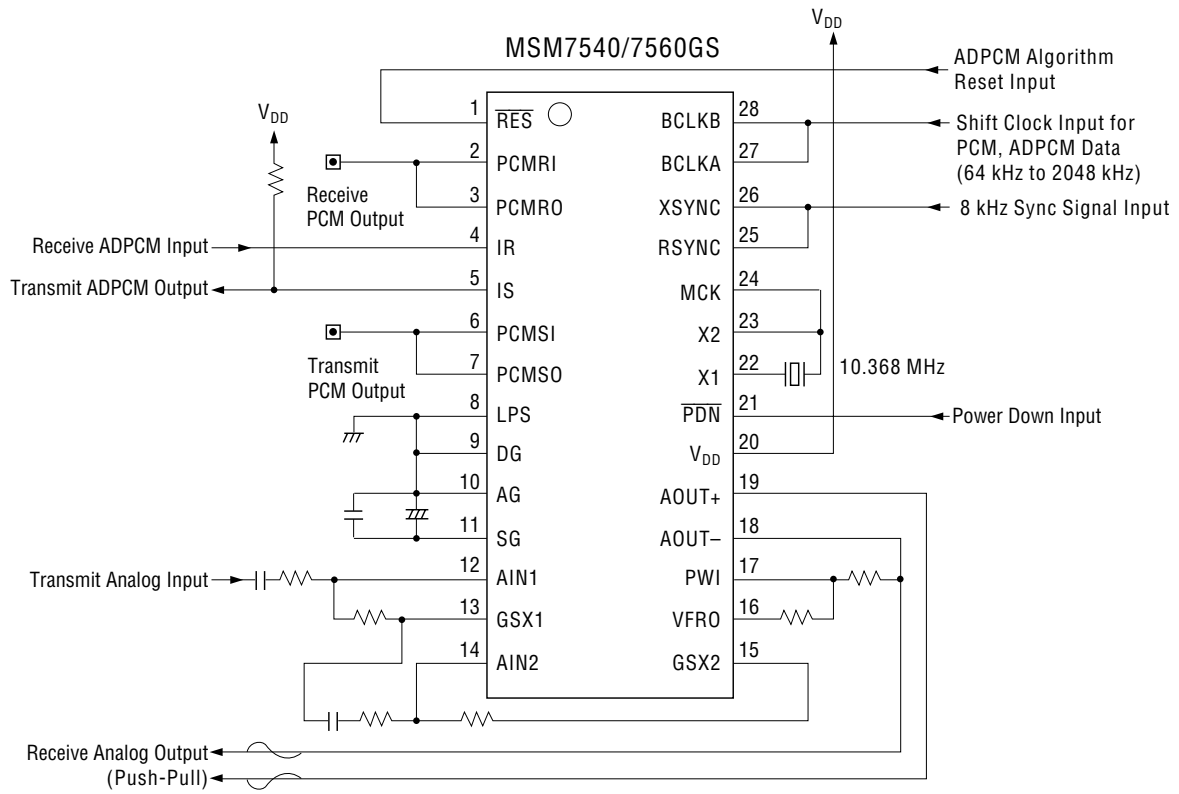 MSM7540/7560GS
V_DD
ADPCM Algorithm
Reset Input
V_DD
1 RES
2 PCMRI
3 PCMRO
4 IR
5 IS
6 PCMSI
7 PCMSO
8 LPS
9 DG
10 AG
11 SG
12 AIN1
13 GSX1
14 AIN2
28 BCLKB
27 BCLKA
26 XSYNC
25 RSYNC
24 MCK
23 X2
22 X1
21 PDN
20 V_DD
19 AOUT+
18 AOUT–
17 PWI
16 VFRO
15 GSX2
Receive
PCM Output
Receive ADPCM Input
Transmit ADPCM Output
Transmit
PCM Output
Transmit Analog Input
Receive Analog Output
(Push-Pull)
Shift Clock Input for
PCM, ADPCM Data
(64 kHz to 2048 kHz)
8 kHz Sync Signal Input
10.368 MHz
Power Down Input